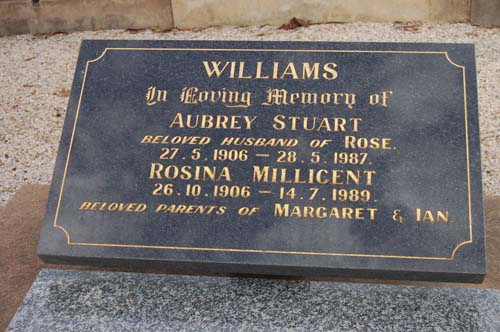 WILLIAMS
In Loving Memory of
AUBREY STUART
BELOVED HUSBAND OF ROSE.
27. 5. 1906 – 28. 5. 1987.
ROSINA MILLICENT
26. 10. 1906 – 14. 7. 1989.
BELOVED PARENTS OF MARGARET & IAN